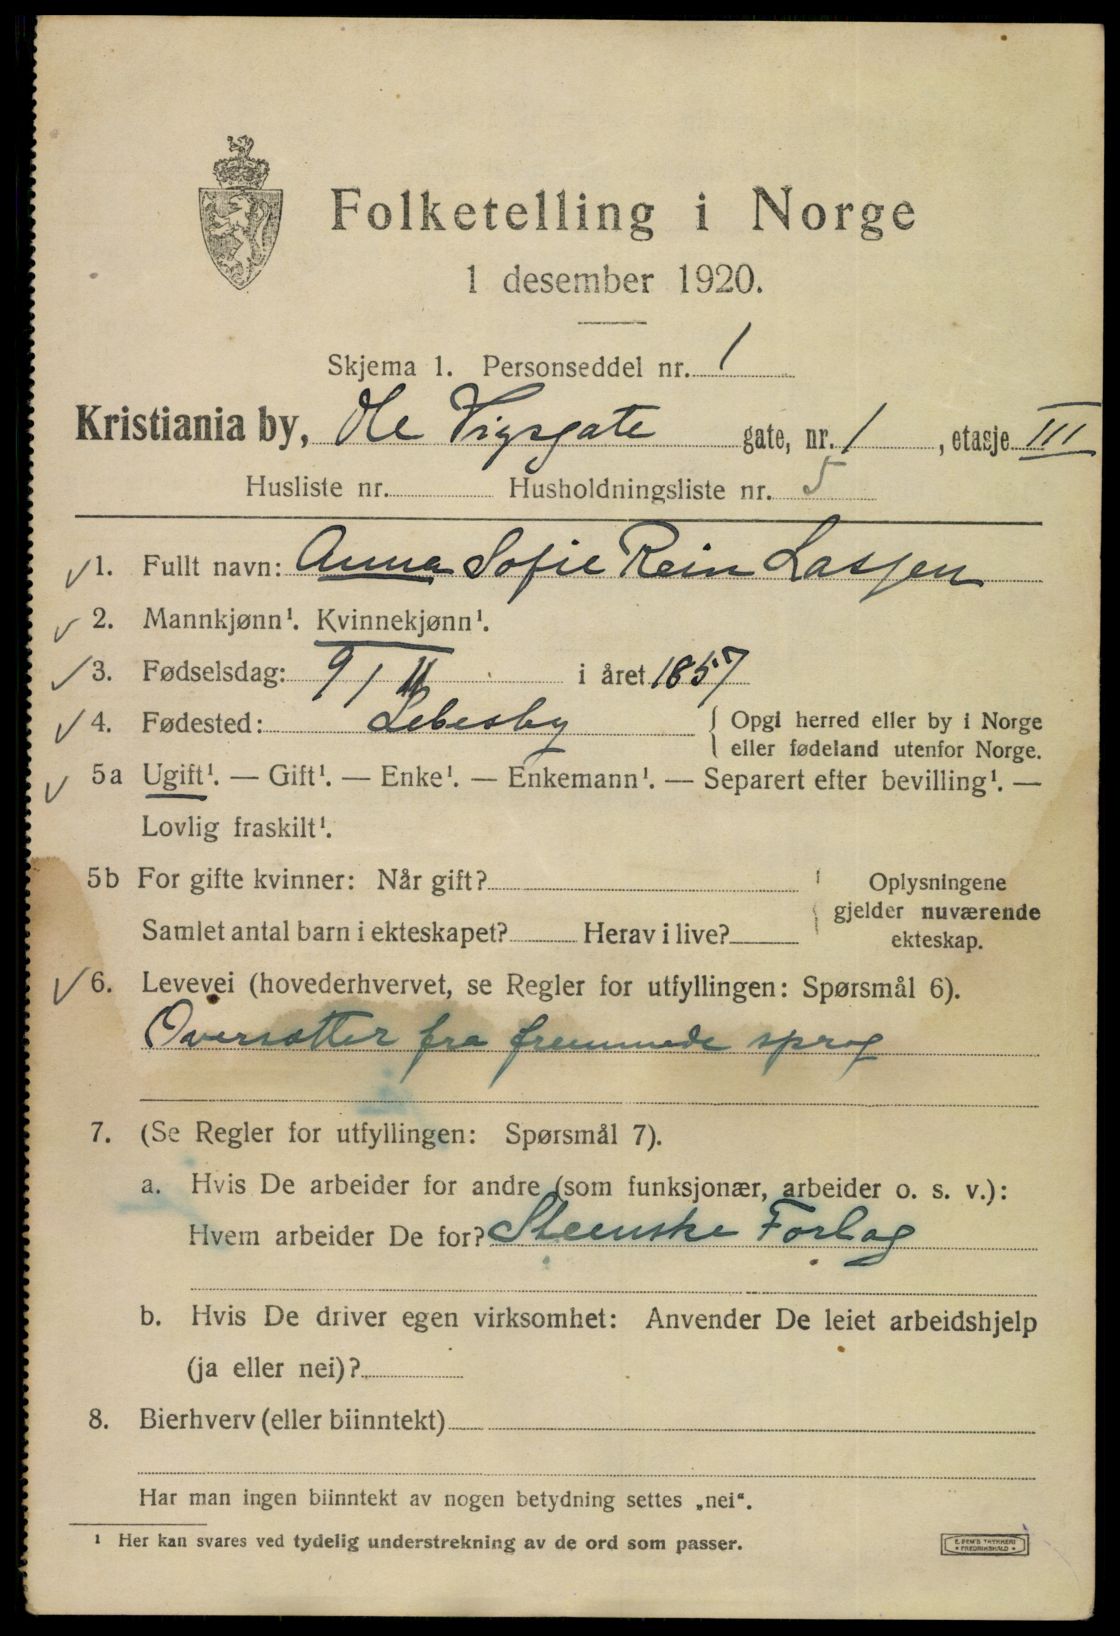 Folketelling i Norge
1 desember 1920.
Skjema 1. Personseddel nr. 1
Kristiania by, Ole Vigsgate gate, nr. 1, etasje III
Husliste nr. Husholdningsliste nr. 5
1. Fullt navn: Anna Sofie Rein Lassen
2. Mannkjønn¹. Kvinnekjønn¹.
3. Fødselsdag: 9/II i året 1857
4. Fødested: Lebesby { Opgi herred eller by i Norge
eller fødeland utenfor Norge.
5a Ugift¹. — Gift¹. — Enke¹. — Enkemann¹. — Separert efter bevilling¹. —
Lovlig fraskilt¹.
5b For gifte kvinner: Når gift? Oplysningene
gjelder nuværende
Samlet antal barn i ekteskapet? Herav i live? ekteskap.
6. Levevei (hovederhvervet, se Regler for utfyllingen: Spørsmål 6).
Oversætter fra fremmede sprog
7. (Se Regler for utfyllingen: Spørsmål 7).
a. Hvis De arbeider for andre (som funksjonær, arbeider o. s. v.):
Hvem arbeider De for? Steenske Forlag
b. Hvis De driver egen virksomhet: Anvender De leiet arbeidshjelp
(ja eller nei)?
8. Bierhverv (eller biinntekt)
Har man ingen biinntekt av nogen betydning settes „nei“.
¹ Her kan svares ved tydelig understrekning av de ord som passer.
E. SEM'S TRYKKERI
FREDRIKSHALD